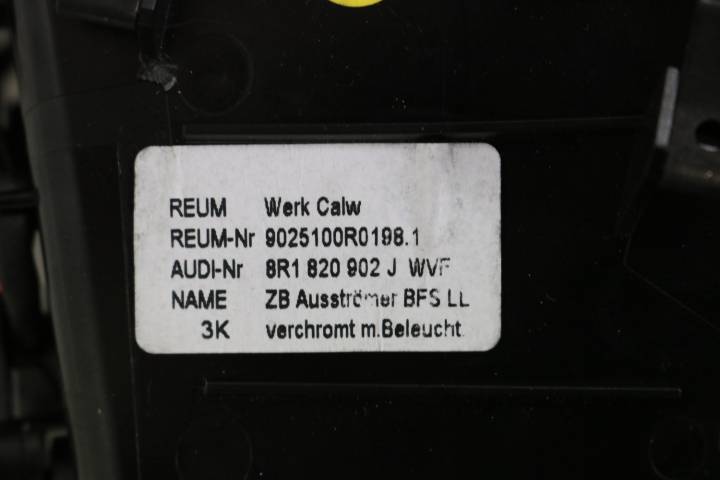 REUM Werk Calw
REUM-Nr 9025100R0198.1
AUDI-Nr 8R1 820 902 J WVF
NAME ZB Ausströmer BFS LL
3K verchromt m.Beleucht.